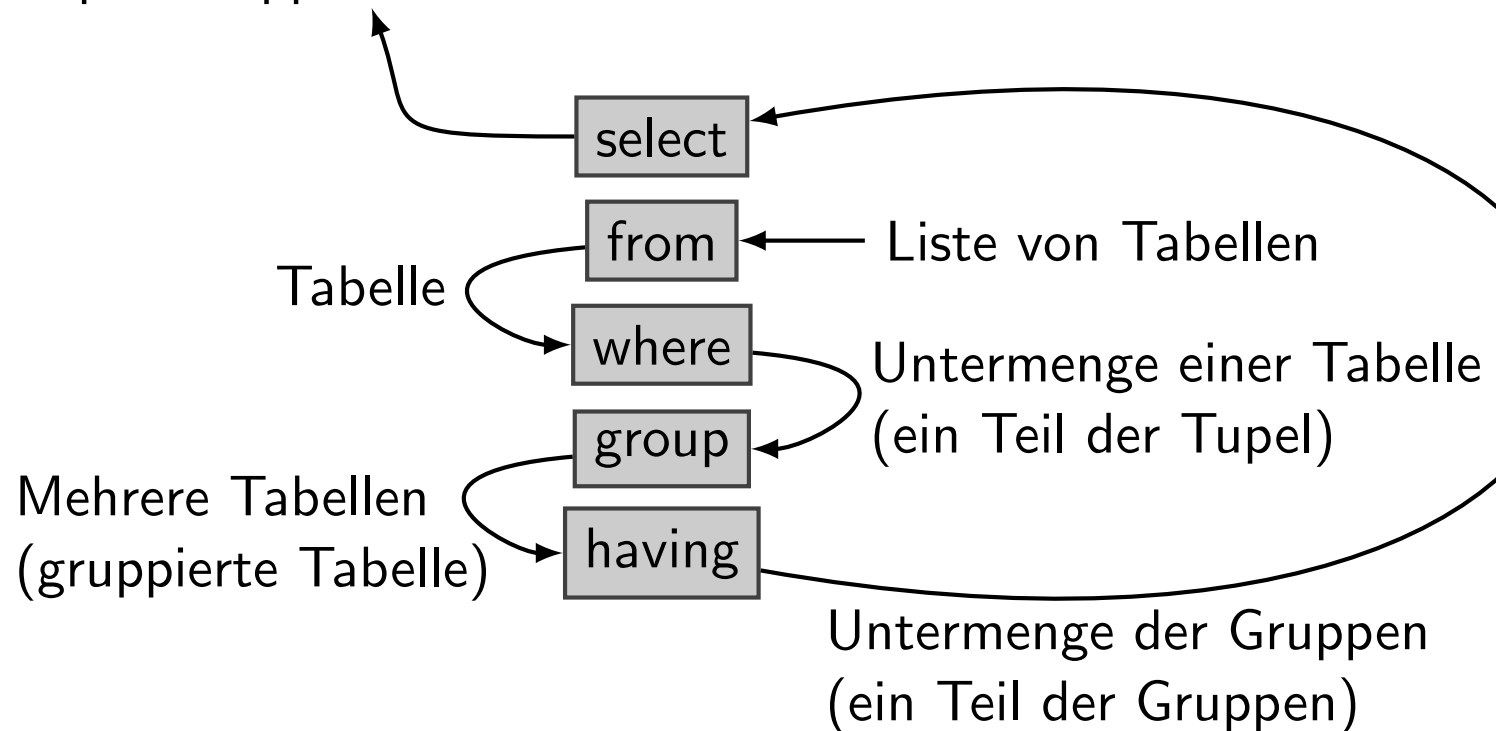 select
from
Liste von Tabellen
Tabelle
where
Untermenge einer Tabelle
(ein Teil der Tupel)
group
Mehrere Tabellen
(gruppierte Tabelle)
having
Untermenge der Gruppen
(ein Teil der Gruppen)